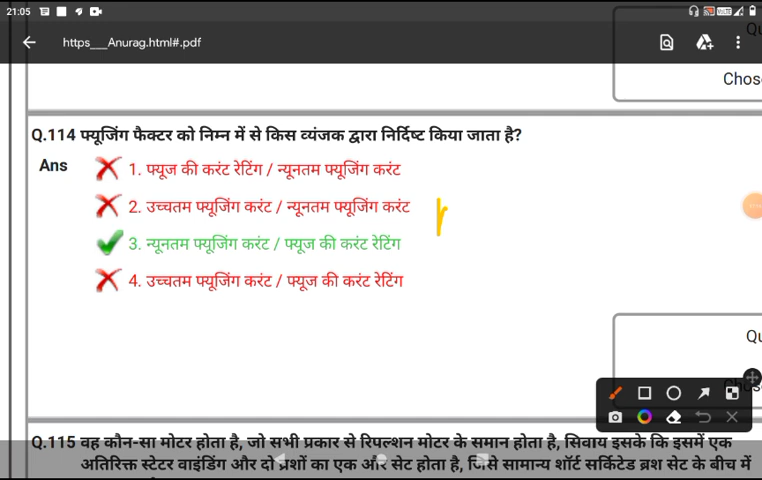 21:05
https___Anurag.html#.pdf
Qu
Chos
Q.114 फ्यूजिंग फैक्टर को निम्न में से किस व्यंजक द्वारा निर्दिष्ट किया जाता है?
Ans
1. फ्यूज की करंट रेटिंग / न्यूनतम फ्यूजिंग करंट
2. उच्चतम फ्यूजिंग करंट / न्यूनतम फ्यूजिंग करंट
3. न्यूनतम फ्यूजिंग करंट / फ्यूज की करंट रेटिंग
4. उच्चतम फ्यूजिंग करंट / फ्यूज की करंट रेटिंग
Qu
Q.115 वह कौन-सा मोटर होता है, जो सभी प्रकार से रिपल्शन मोटर के समान होता है, सिवाय इसके कि इसमें एक
अतिरिक्त स्टेटर वाइंडिंग और दो ब्रशों का एक और सेट होता है, जिसे सामान्य शॉर्ट सर्किटेड ब्रश सेट के बीच में